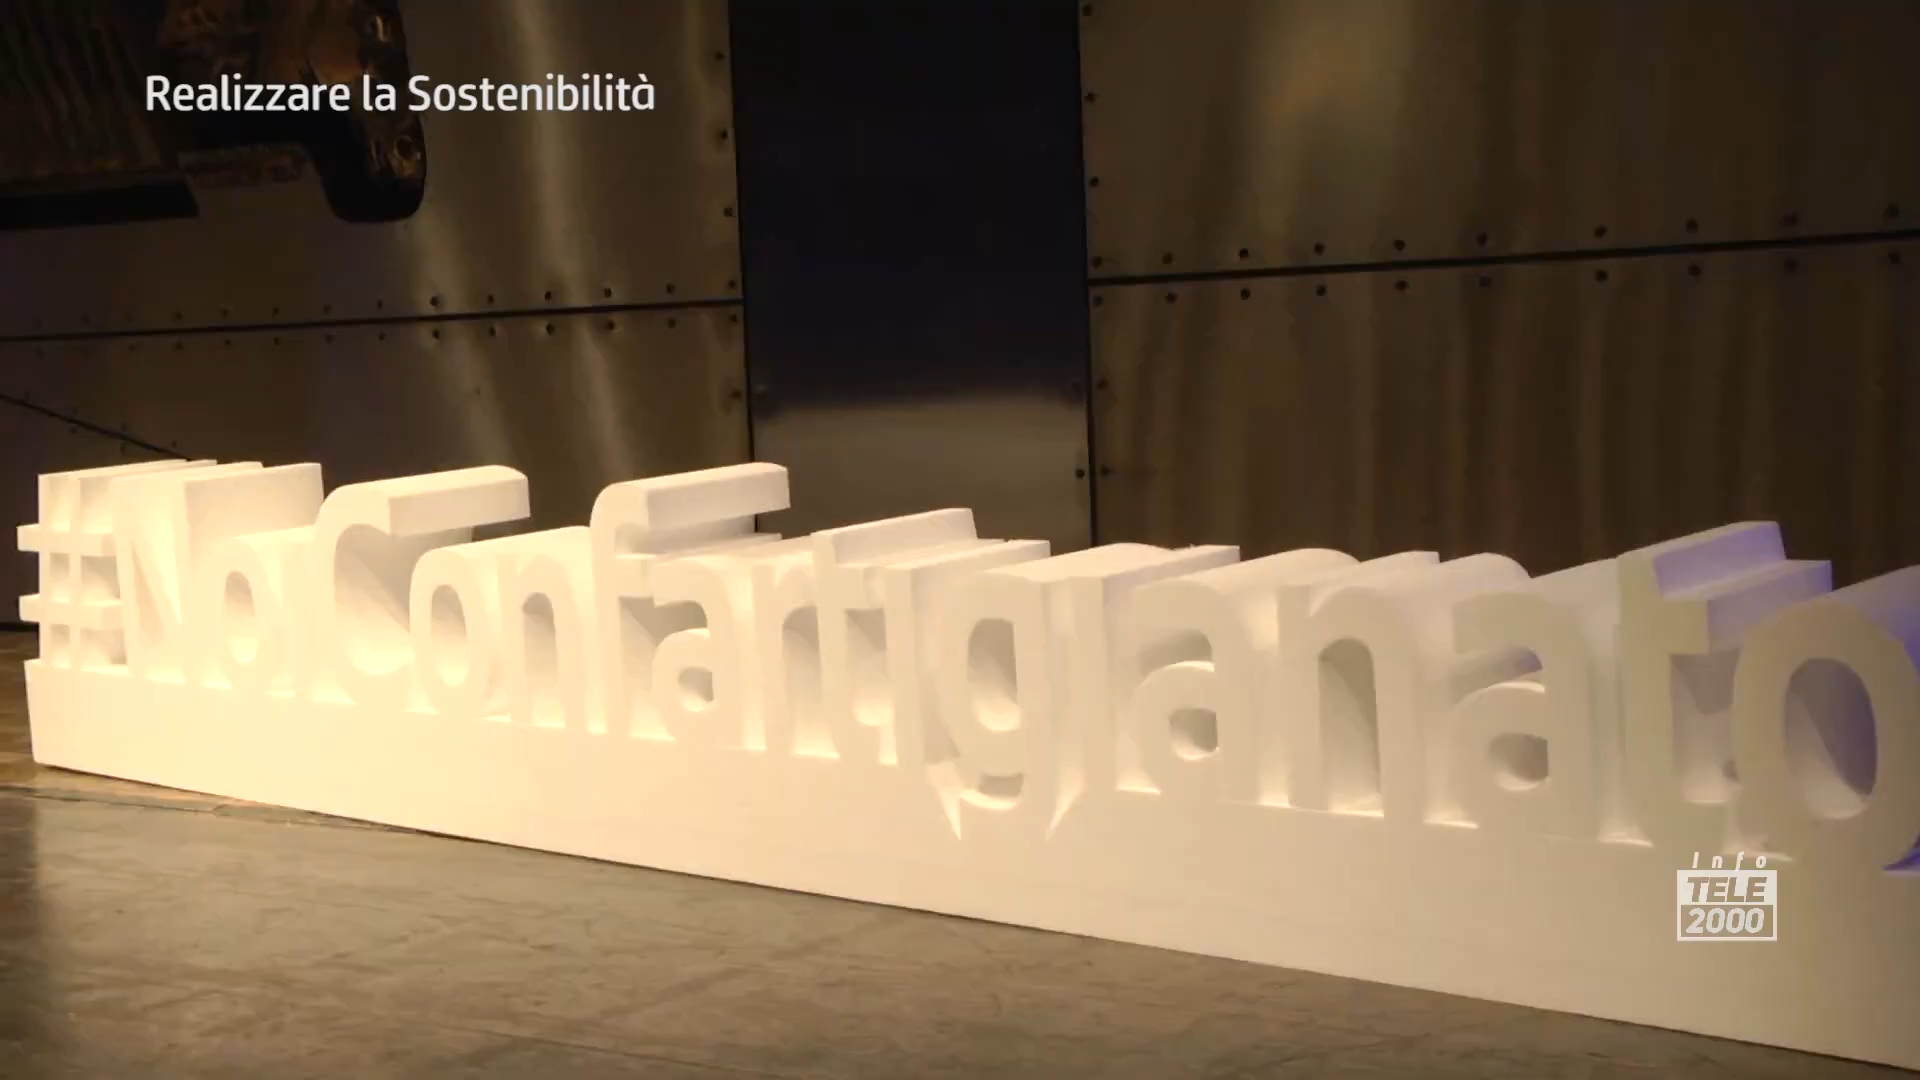 Realizzare la Sostenibilità
#NoiConfartigianato
Info
TELE
2000